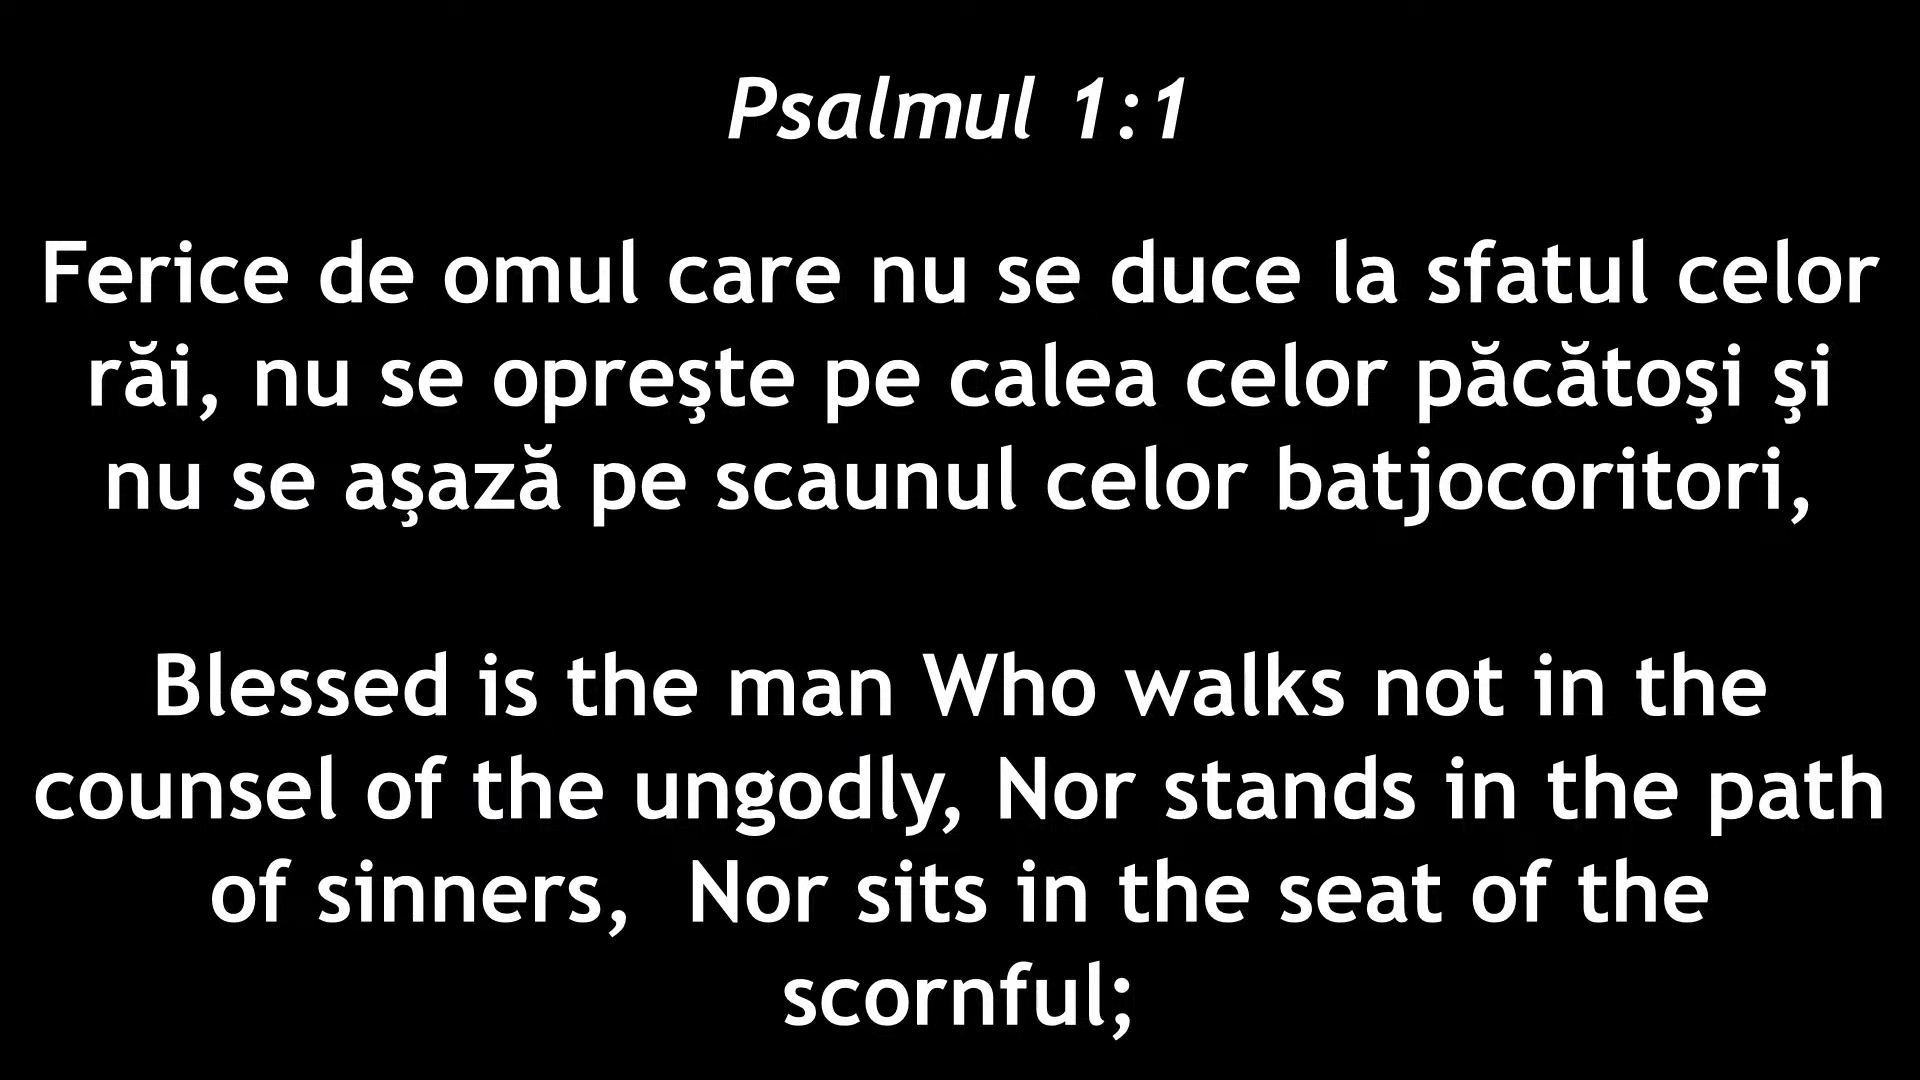 Psalmul 1:1
Ferice de omul care nu se duce la sfatul celor
răi, nu se opreşte pe calea celor păcătoşi şi
nu se aşază pe scaunul celor batjocoritori,
Blessed is the man Who walks not in the
counsel of the ungodly, Nor stands in the path
of sinners,  Nor sits in the seat of the
scornful;